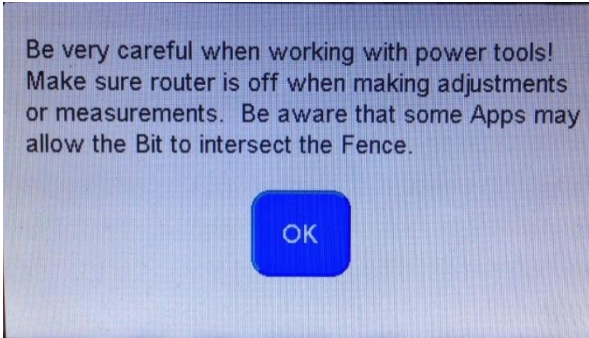 Be very careful when working with power tools!
Make sure router is off when making adjustments
or measurements.  Be aware that some Apps may
allow the Bit to intersect the Fence.
OK